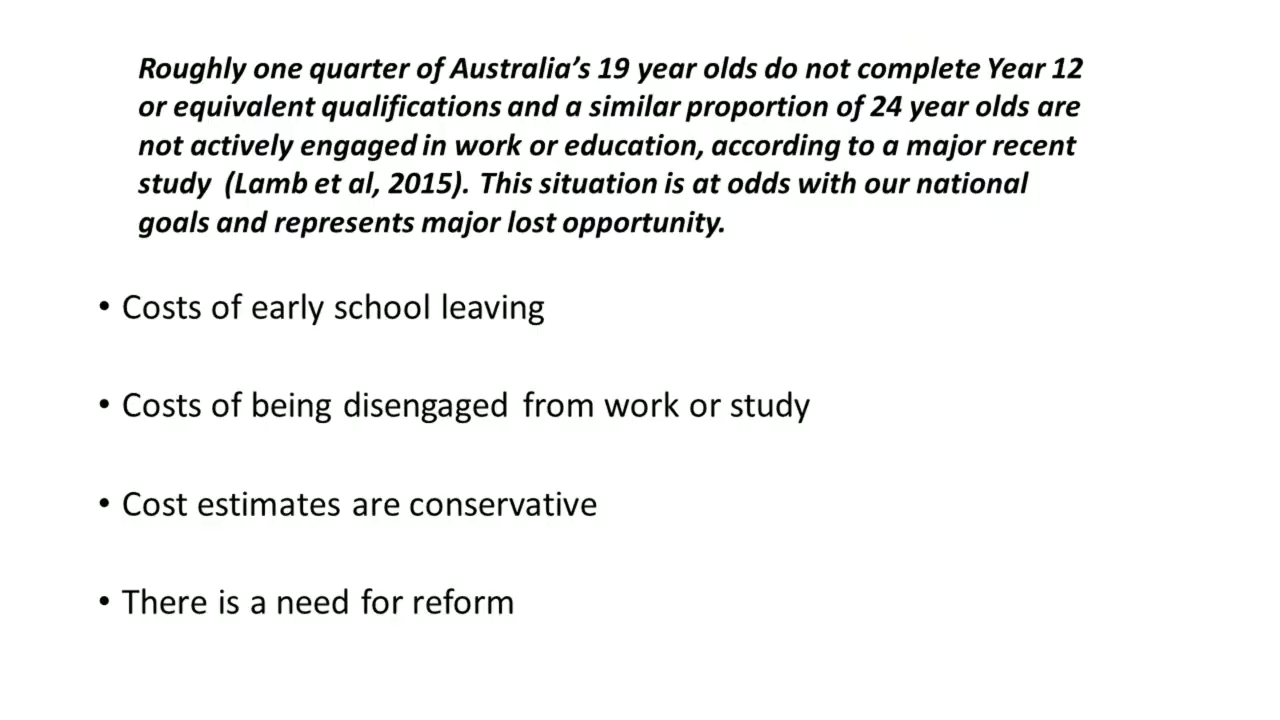 Roughly one quarter of Australia’s 19 year olds do not complete Year 12
or equivalent qualifications and a similar proportion of 24 year olds are
not actively engaged in work or education, according to a major recent
study (Lamb et al, 2015). This situation is at odds with our national
goals and represents major lost opportunity.
• Costs of early school leaving
• Costs of being disengaged from work or study
• Cost estimates are conservative
• There is a need for reform